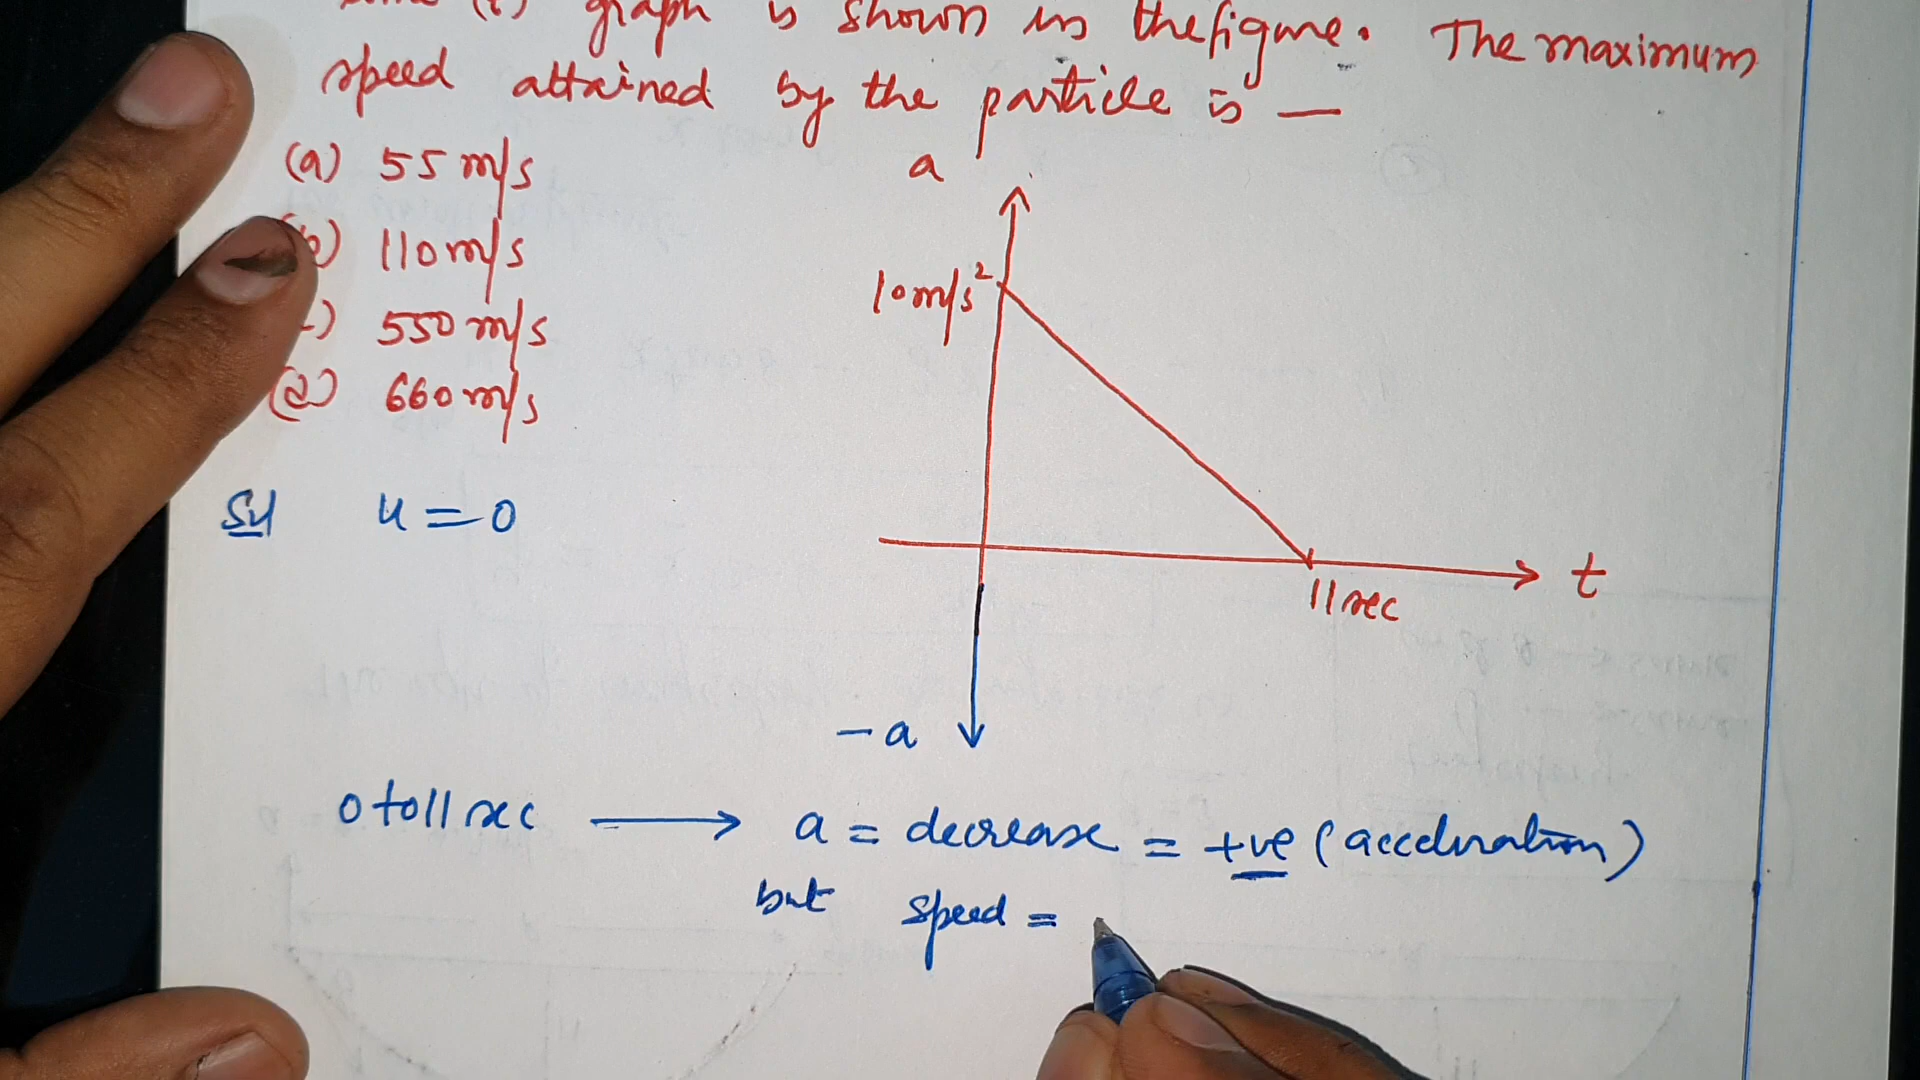 (t) graph is shown in the figure. The maximum
speed attained by the particle is —
(a) 55 m/s
b) 110 m/s
) 550 m/s
(d) 660 m/s
a
10 m/s²
t
11 sec
-a
u = 0
0 to 11 sec → a = decrease = +ve (acceleration)
but speed =